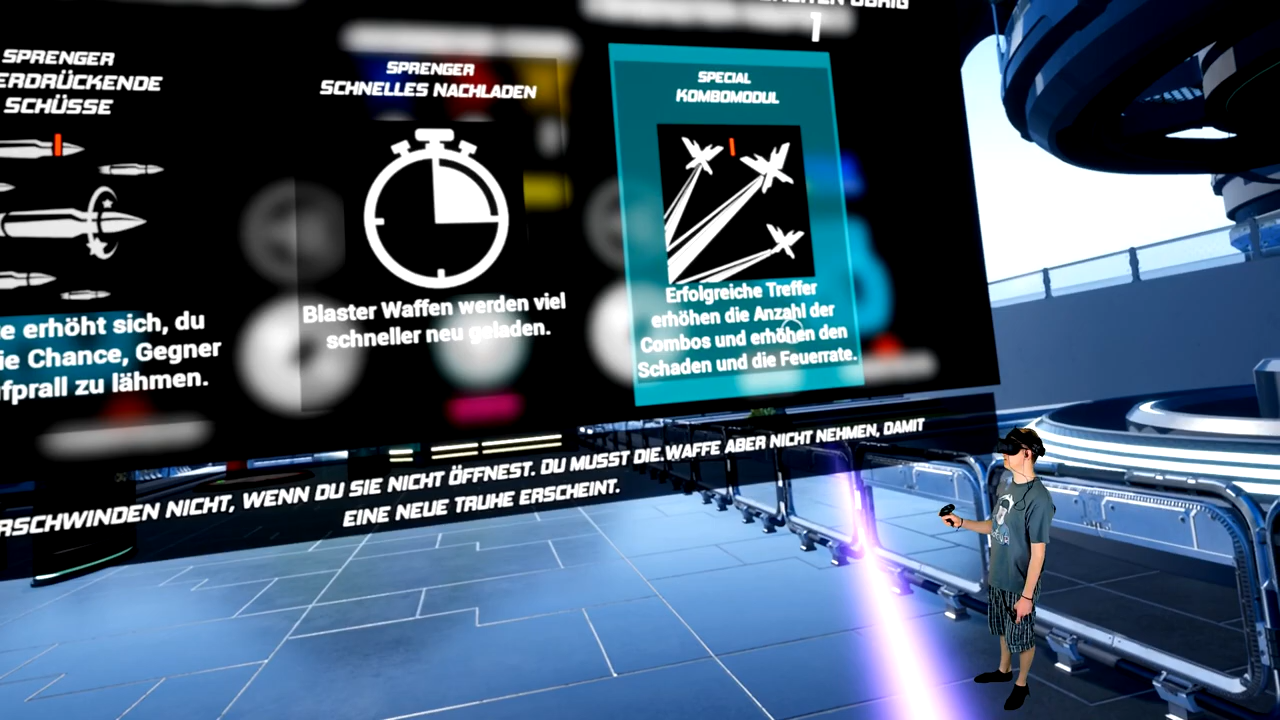 1
SPRENGER
SCHÜSSE
e erhöht sich, du
ie Chance, Gegner
fprall zu lähmen.
SPRENGER
SCHNELLES NACHLADEN
Blaster Waffen werden viel
schneller neu geladen.
SPECIAL
KOMBOMODUL
Erfolgreiche Treffer
erhöhen die Anzahl der
Combos und erhöhen den
Schaden und die Feuerrate.
RSCHWINDEN NICHT, WENN DU SIE NICHT ÖFFNEST. DU MUSST DIE WAFFE ABER NICHT NEHMEN, DAMIT
EINE NEUE TRUHE ERSCHEINT.